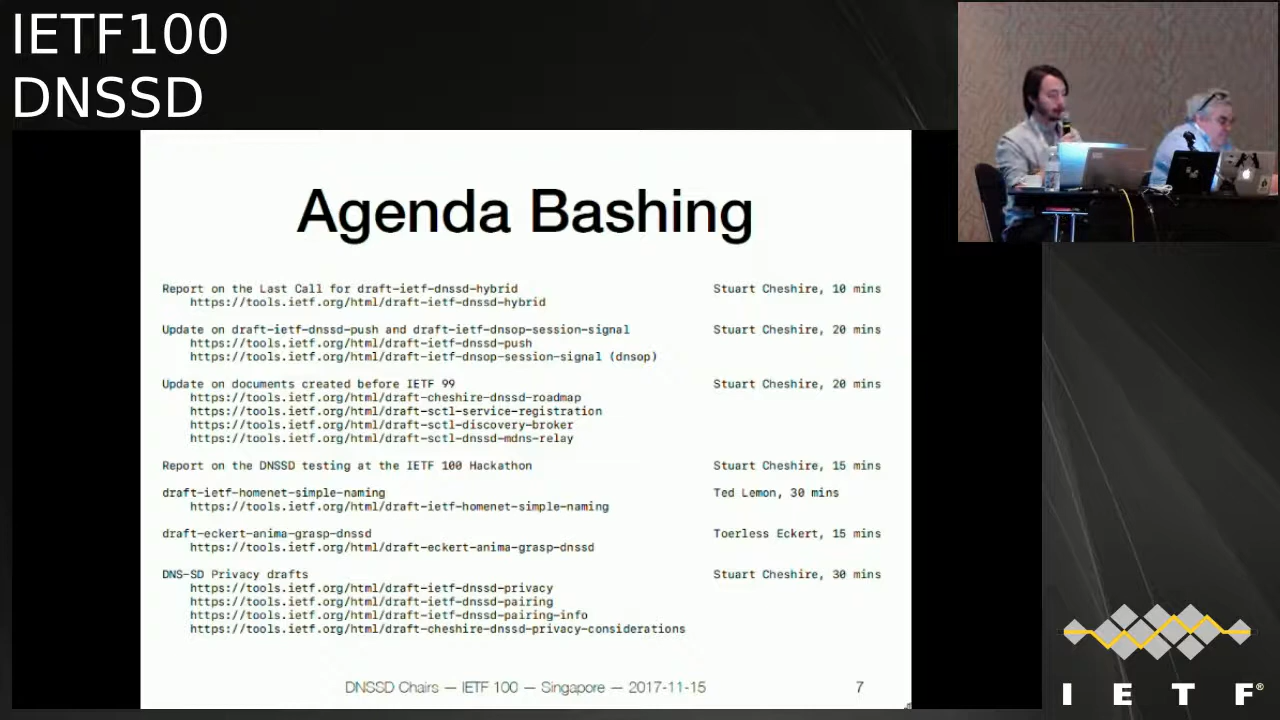 IETF100
DNSSD
Agenda Bashing
Report on the Last Call for draft-ietf-dnssd-hybrid Stuart Cheshire, 10 mins
https://tools.ietf.org/html/draft-ietf-dnssd-hybrid
Update on draft-ietf-dnssd-push and draft-ietf-dnsop-session-signal Stuart Cheshire, 20 mins
https://tools.ietf.org/html/draft-ietf-dnssd-push
https://tools.ietf.org/html/draft-ietf-dnsop-session-signal (dnsop)
Update on documents created before IETF 99 Stuart Cheshire, 20 mins
https://tools.ietf.org/html/draft-cheshire-dnssd-roadmap
https://tools.ietf.org/html/draft-sctl-service-registration
https://tools.ietf.org/html/draft-sctl-discovery-broker
https://tools.ietf.org/html/draft-sctl-dnssd-mdns-relay
Report on the DNSSD testing at the IETF 100 Hackathon Stuart Cheshire, 15 mins
draft-ietf-homenet-simple-naming Ted Lemon, 30 mins
https://tools.ietf.org/html/draft-ietf-homenet-simple-naming
draft-eckert-anima-grasp-dnssd Toerless Eckert, 15 mins
https://tools.ietf.org/html/draft-eckert-anima-grasp-dnssd
DNS-SD Privacy drafts Stuart Cheshire, 30 mins
https://tools.ietf.org/html/draft-ietf-dnssd-privacy
https://tools.ietf.org/html/draft-ietf-dnssd-pairing
https://tools.ietf.org/html/draft-ietf-dnssd-pairing-info
https://tools.ietf.org/html/draft-cheshire-dnssd-privacy-considerations
DNSSD Chairs — IETF 100 — Singapore — 2017-11-15 7
I E T F®